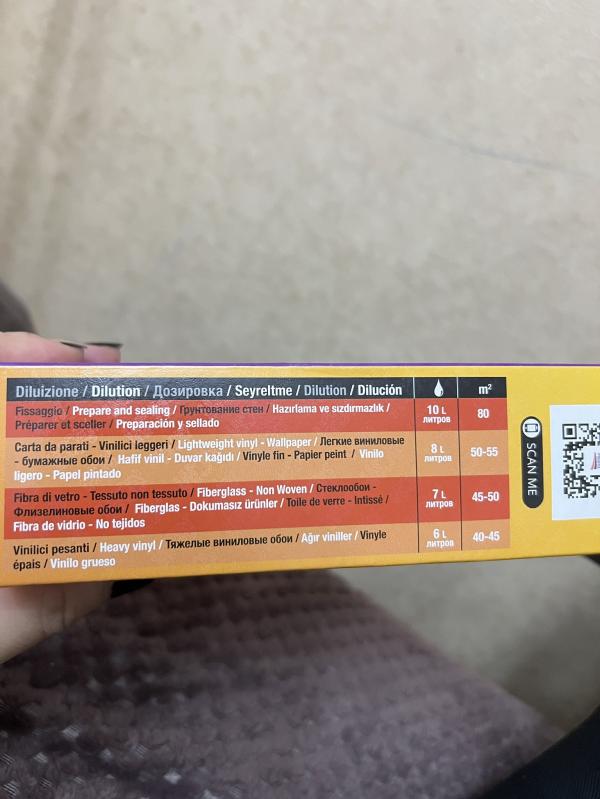 Diluizione / Dilution / Дозировка / Seyreltme / Dilution / Dilución m²
Fissaggio / Prepare and sealing / Грунтование стен / Hazırlama ve sızdırmazlık /
Préparer et sceller / Preparación y sellado
10 L
литров
80
Carta da parati - Vinilici leggeri / Lightweight vinyl - Wallpaper / Легкие виниловые
- бумажные обои / Hafif vinil - Duvar kağıdı / Vinyle fin - Papier peint / Vinilo
ligero - Papel pintado
8 L
литров
50-55
Fibra di vetro - Tessuto non tessuto / Fiberglass - Non Woven / Стеклообои -
Флизелиновые обои / Fiberglas - Dokumasız ürünler / Toile de verre - Intissé /
Fibra de vidrio - No tejidos
7 L
литров
45-50
Vinilici pesanti / Heavy vinyl / Тяжелые виниловые обои / Ağır viniller / Vinyle
épais / Vinilo grueso
6 L
литров
40-45
SCAN ME